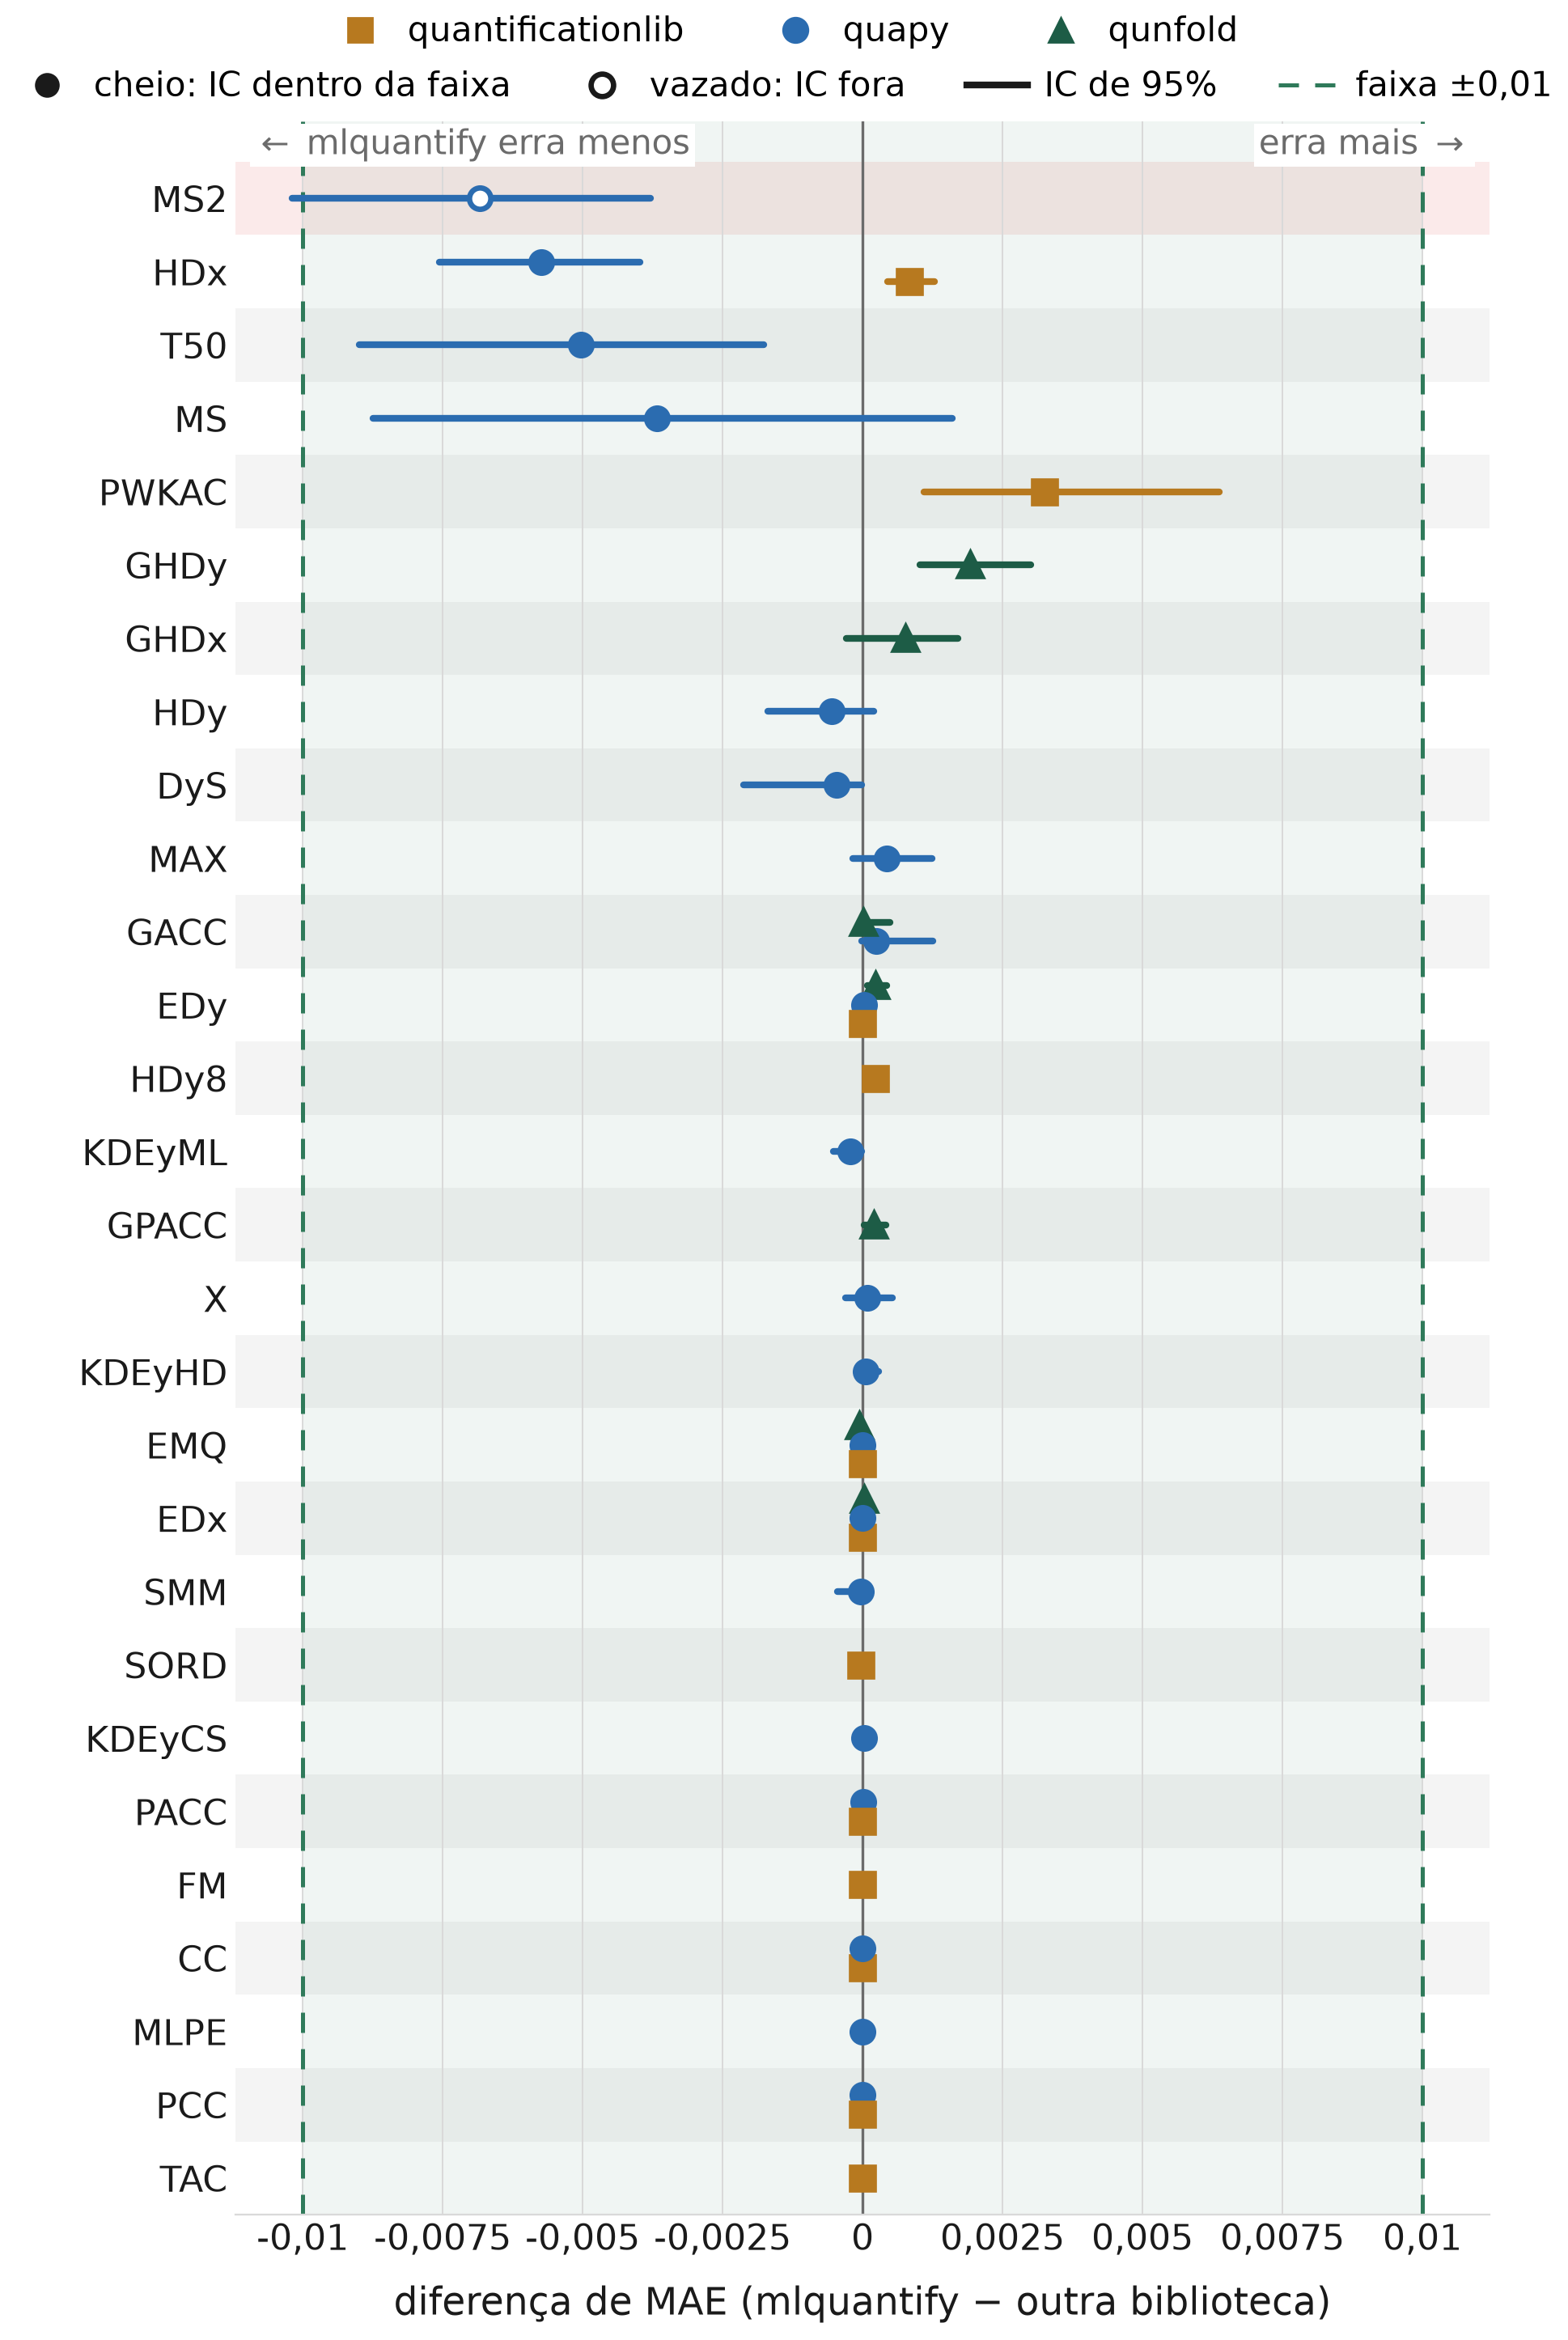 quantificationlib quapy qunfold
cheio: IC dentro da faixa vazado: IC fora IC de 95% faixa ±0,01
← mlquantify erra menos erra mais →
MS2
HDx
T50
MS
PWKAC
GHDy
GHDx
HDy
DyS
MAX
GACC
EDy
HDy8
KDEyML
GPACC
X
KDEyHD
EMQ
EDx
SMM
SORD
KDEyCS
PACC
FM
CC
MLPE
PCC
TAC
-0,01 -0,0075 -0,005 -0,0025 0 0,0025 0,005 0,0075 0,01
diferença de MAE (mlquantify − outra biblioteca)